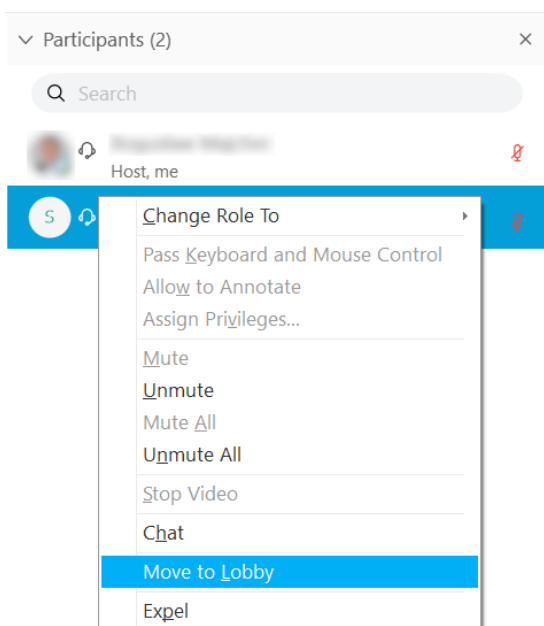 Participants (2)
Search
Host, me
S
Change Role To
Pass Keyboard and Mouse Control
Allow to Annotate
Assign Privileges...
Mute
Unmute
Mute All
Unmute All
Stop Video
Chat
Move to Lobby
Expel